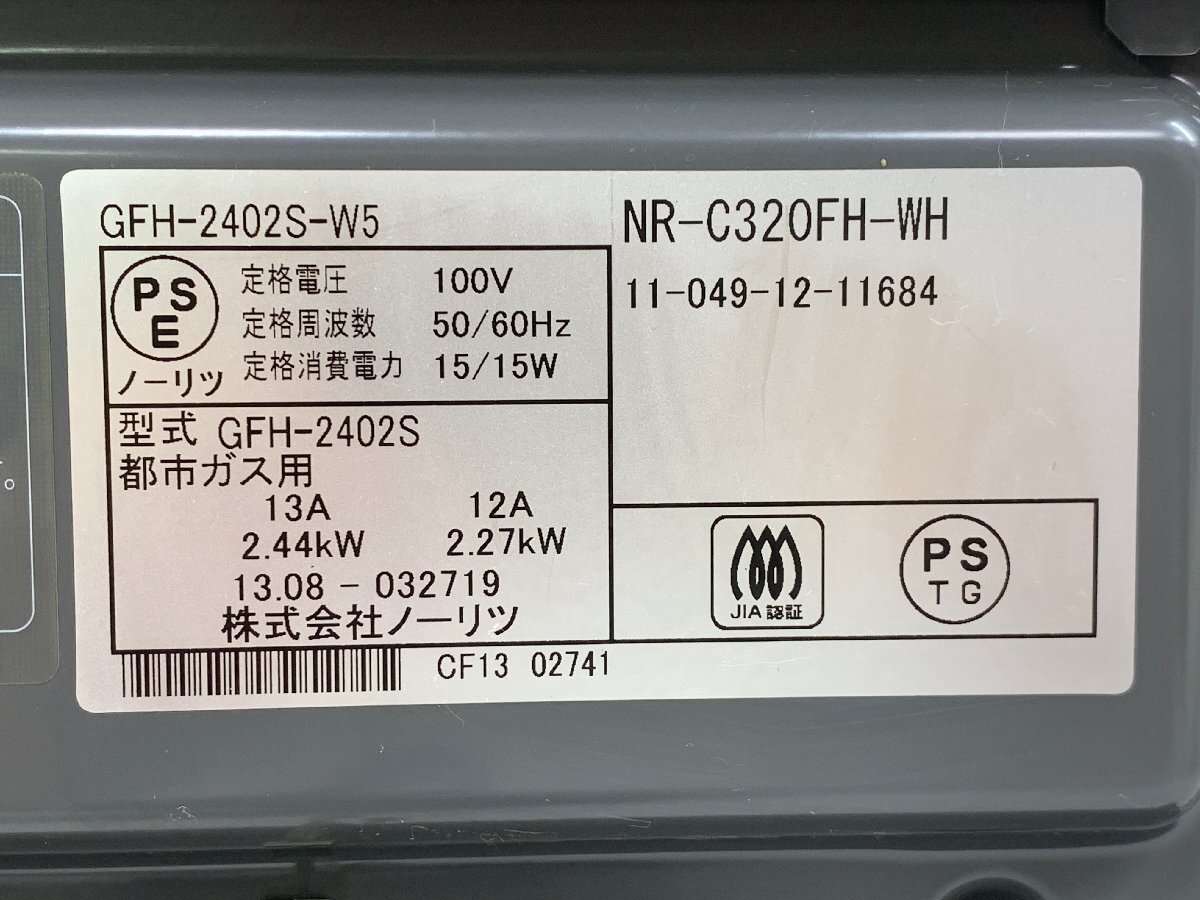 GFH-2402S-W5
PS
E
ノーリツ
定格電圧 100V
定格周波数 50/60Hz
定格消費電力 15/15W
型式 GFH-2402S
都市ガス用
13A 12A
2.44kW 2.27kW
13.08 - 032719
株式会社ノーリツ
CF13 02741
NR-C320FH-WH
11-049-12-11684
JIA 認証
PS
TG